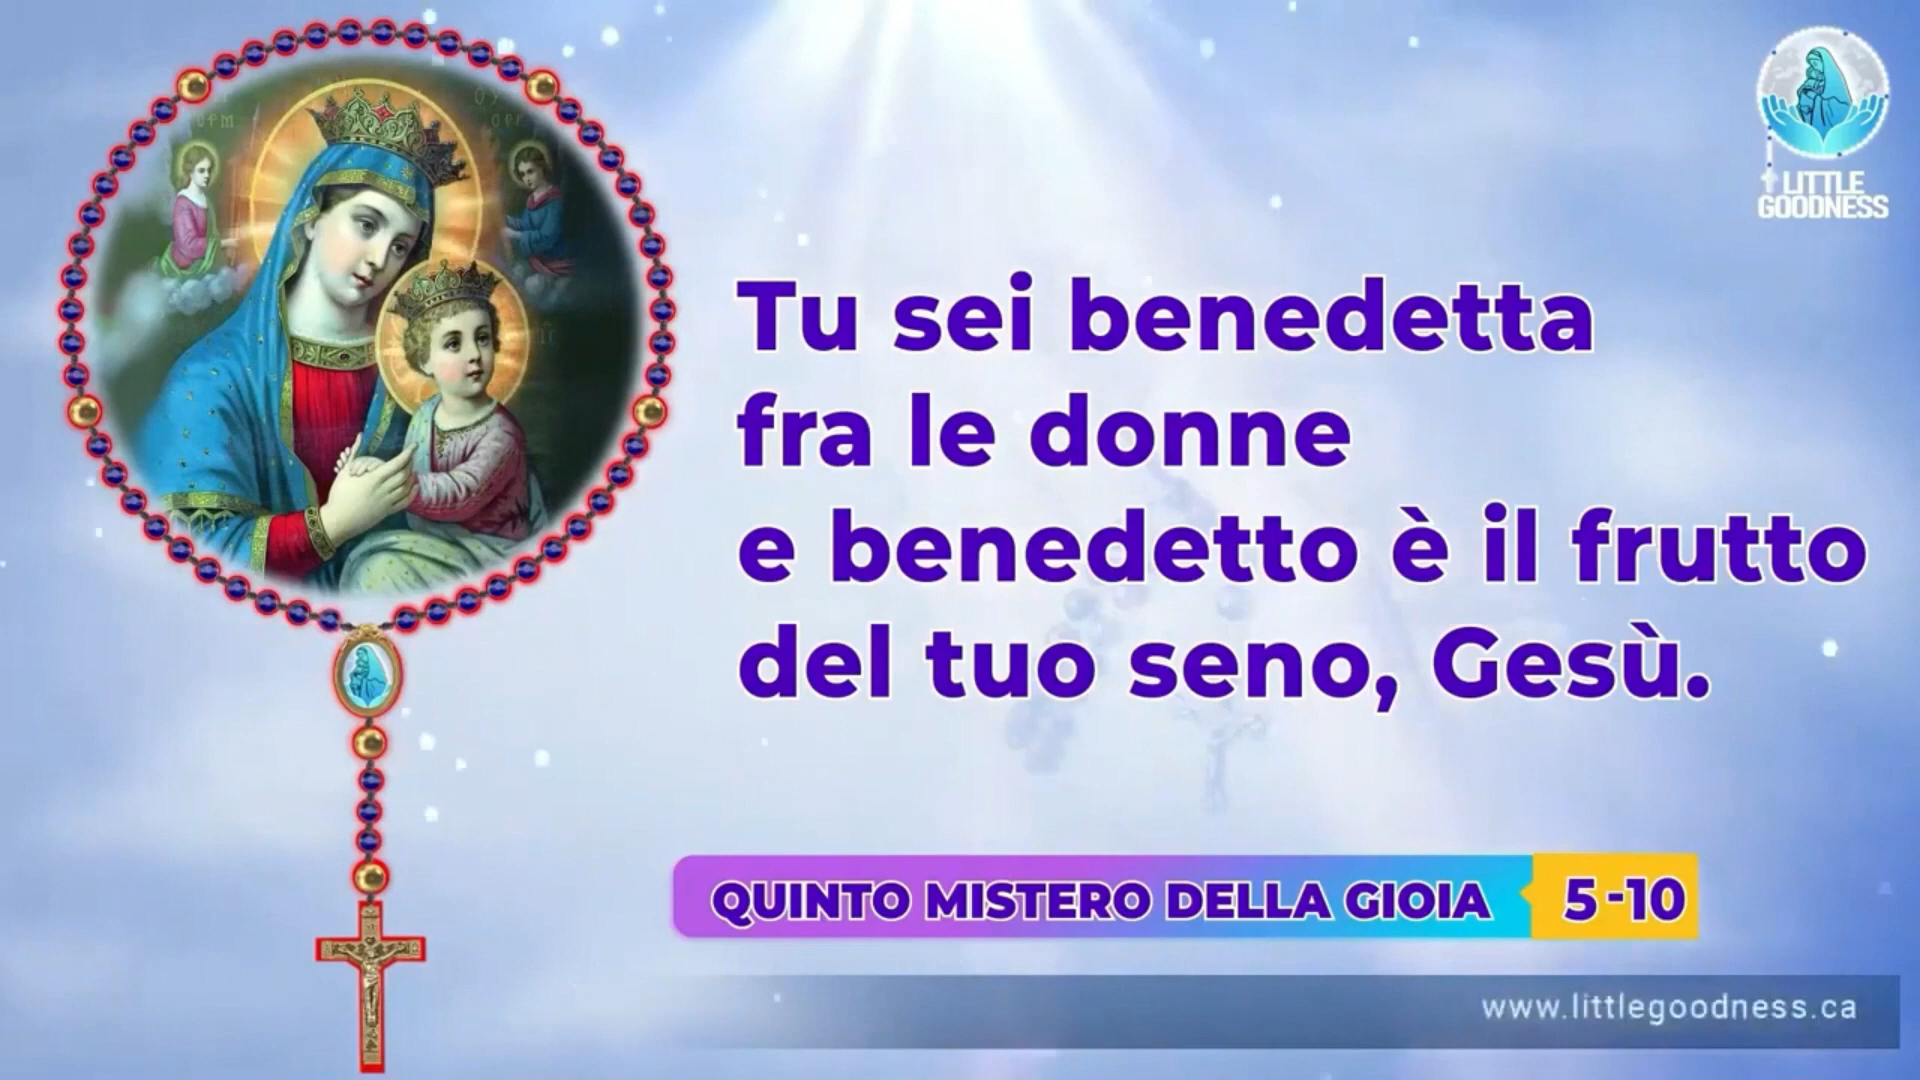 LITTLE
GOODNESS
Tu sei benedetta
fra le donne
e benedetto è il frutto
del tuo seno, Gesù.
QUINTO MISTERO DELLA GIOIA 5-10
www.littlegoodness.ca